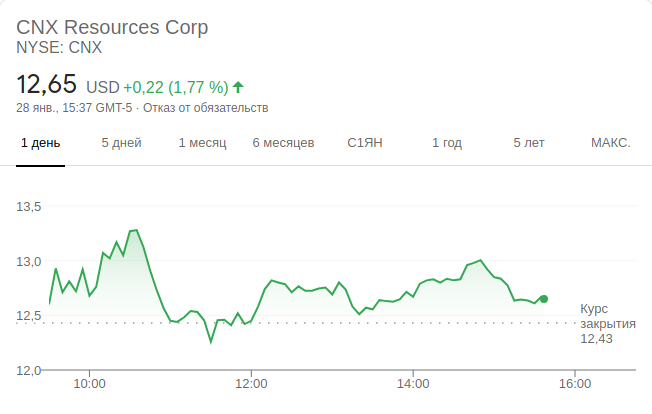 CNX Resources Corp
NYSE: CNX
12,65 USD +0,22 (1,77 %)
28 янв., 15:37 GMT-5 · Отказ от обязательств
1 день 5 дней 1 месяц 6 месяцев С1ЯН 1 год 5 лет МАКС.
13,5
13,0
12,5
12,0
Курс
закрытия
12,43
10:00 12:00 14:00 16:00